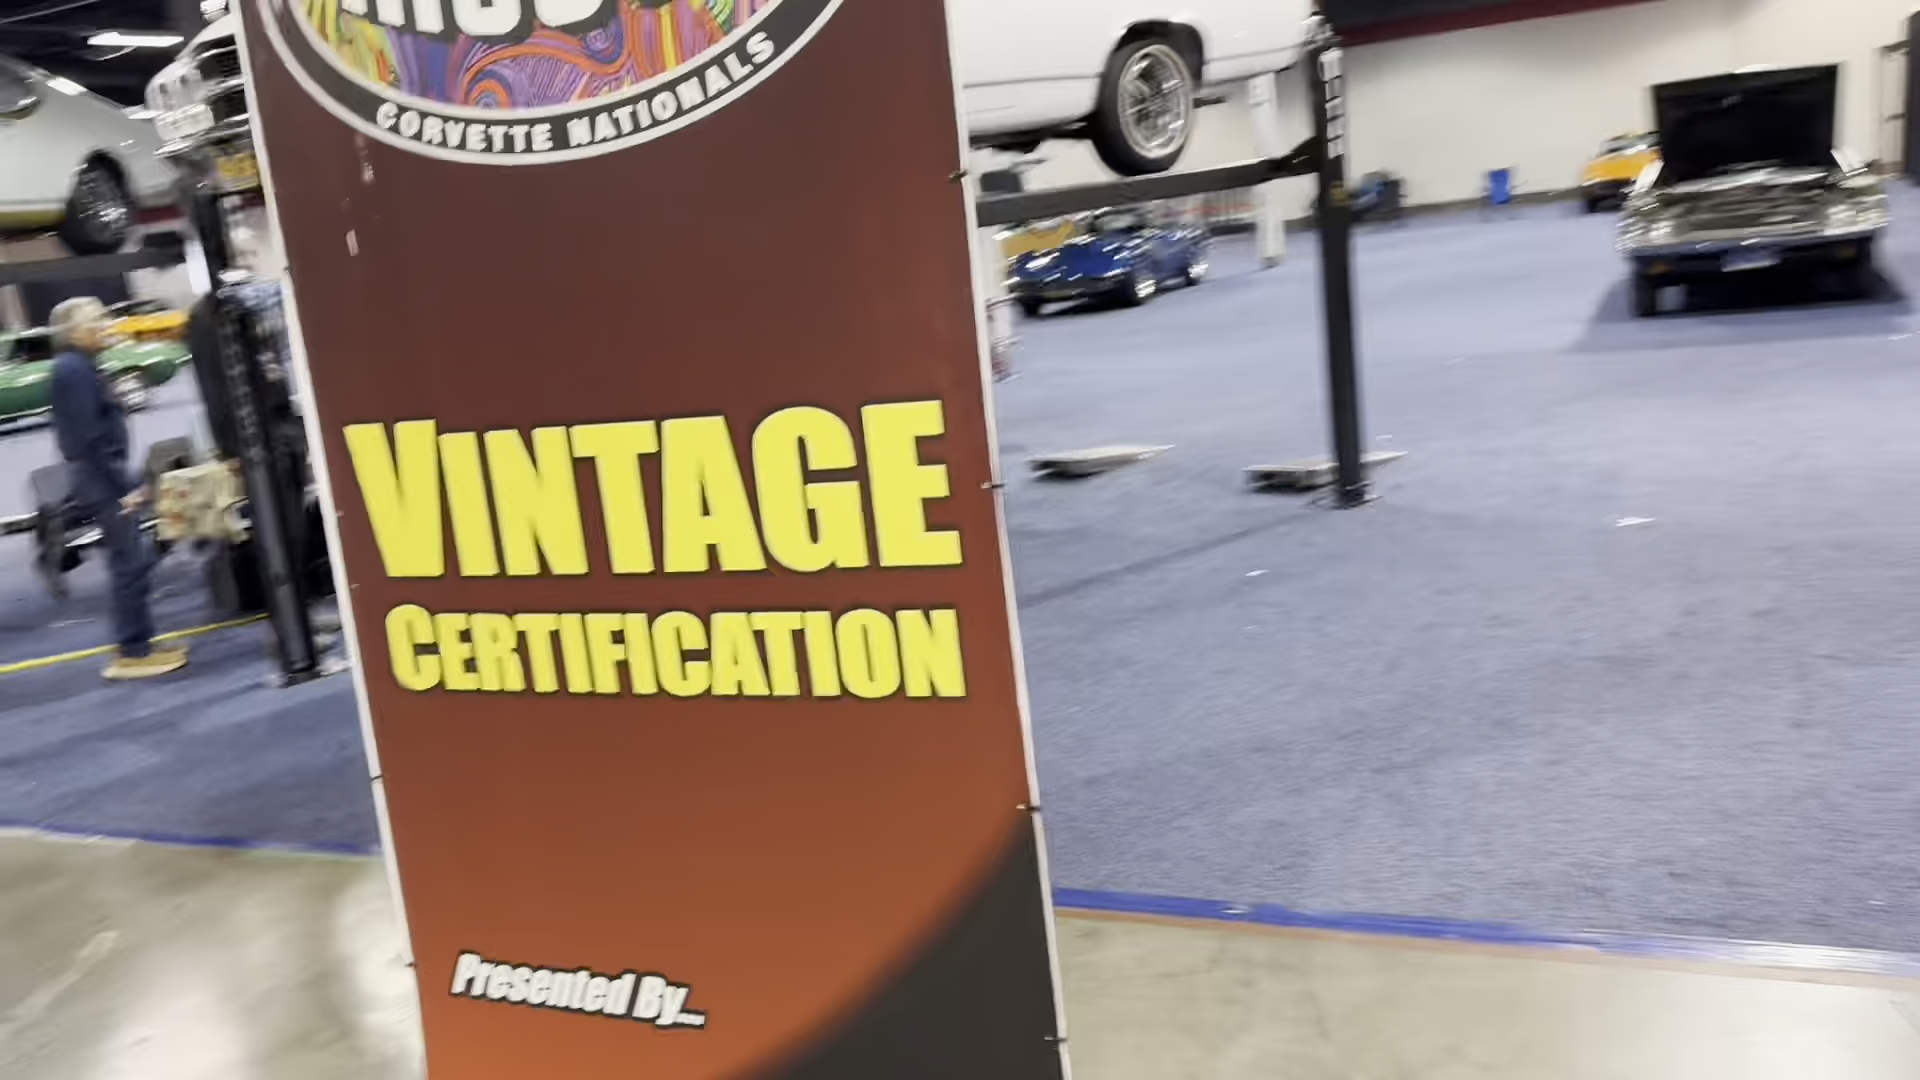 CORVETTE NATIONALS
VINTAGE
CERTIFICATION
Presented By...